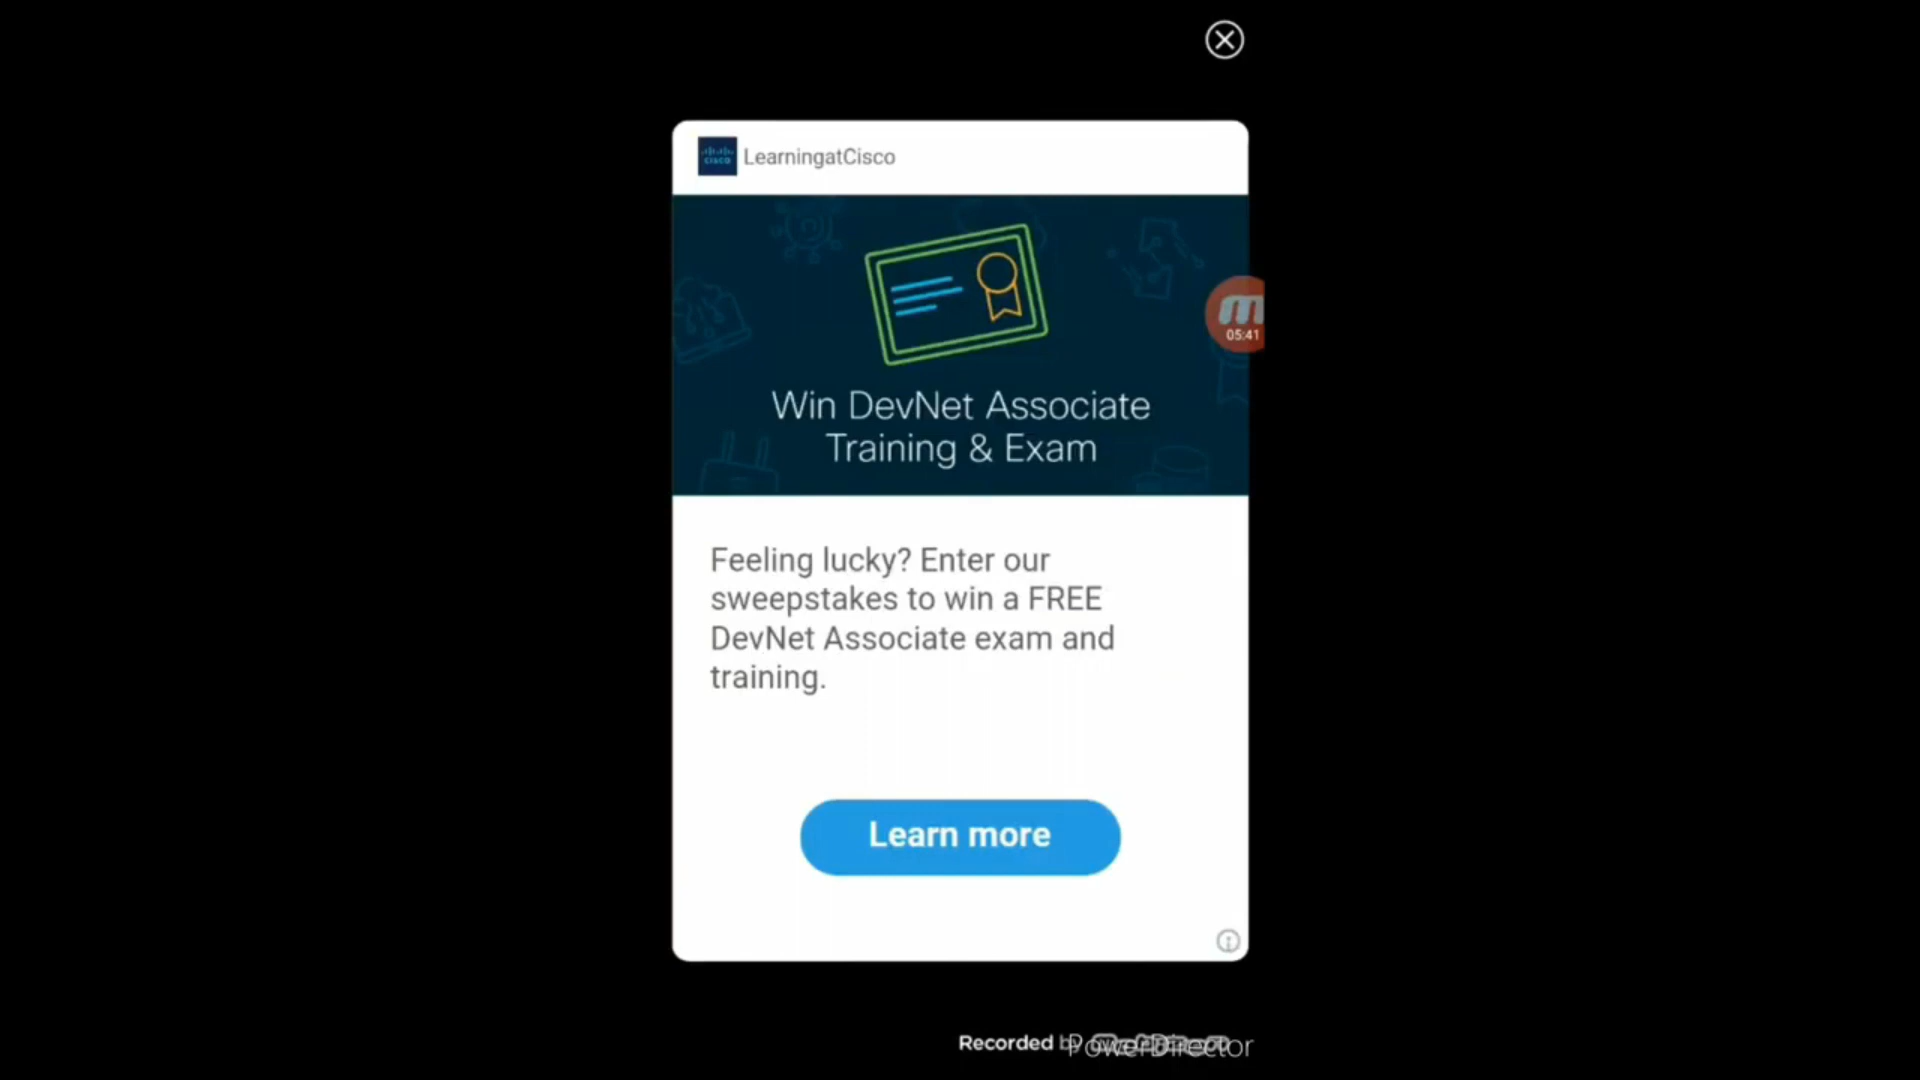 CISCO
LearningatCisco
05:41
Win DevNet Associate
Training & Exam
Feeling lucky? Enter our
sweepstakes to win a FREE
DevNet Associate exam and
training.
Learn more
Recorded by
PowerDirector